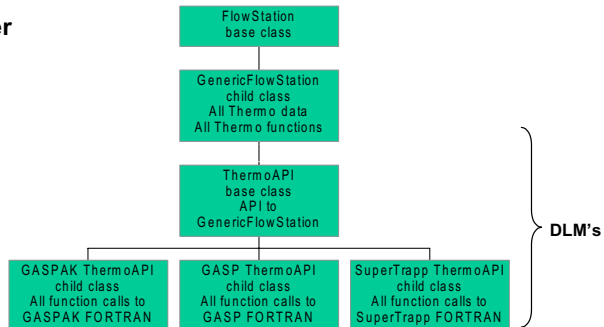 er
FlowStation
base class
GenericFlowStation
child class
All Thermo data
All Thermo functions
ThermoAPI
base class
API to
GenericFlowStation
DLM's
GASPAK ThermoAPI
child class
All function calls to
GASPAK FORTRAN
GASP ThermoAPI
child class
All function calls to
GASP FORTRAN
SuperTrapp ThermoAPI
child class
All function calls to
SuperTrapp FORTRAN